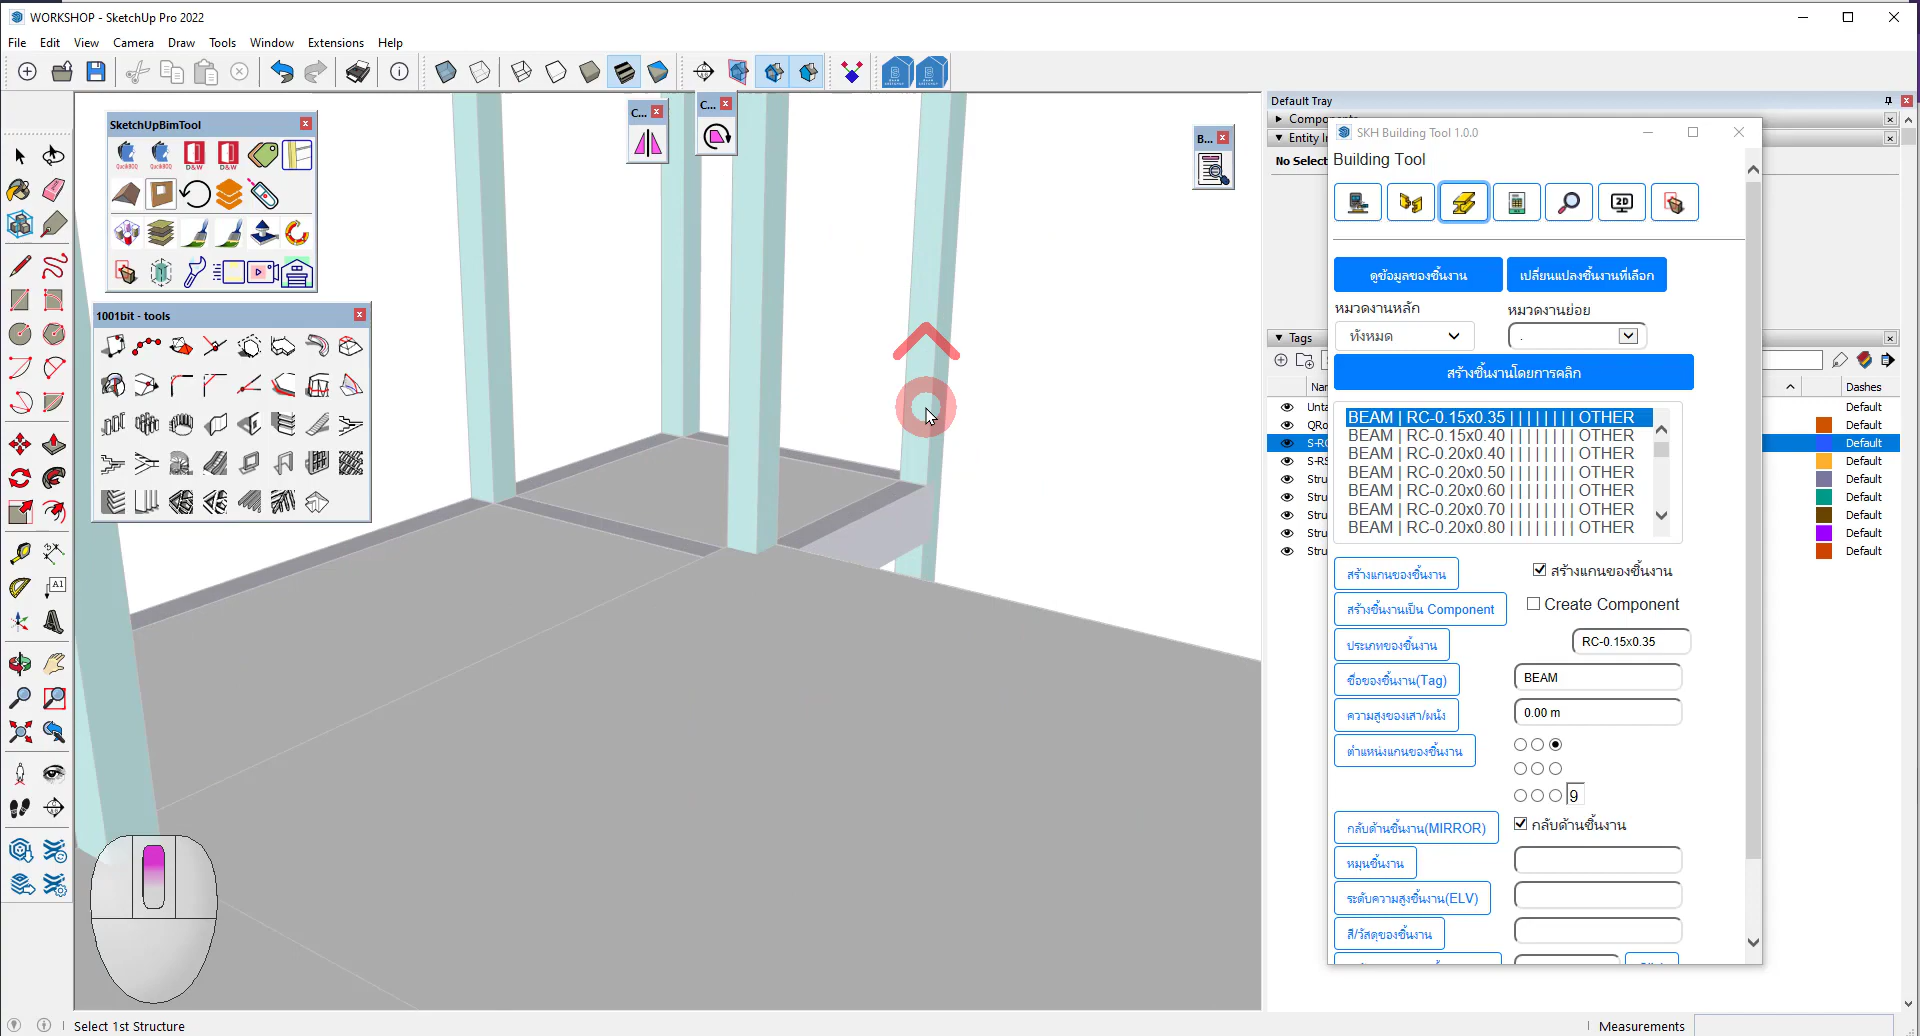 WORKSHOP - SketchUp Pro 2022
File Edit View Camera Draw Tools Window Extensions Help
SketchUpBimTool
QuickBOQ QuickBOQ D&W D&W
1001bit - tools
C...
C...
B...
A1
Default Tray
Entity In
No Select
Tags
Dashes
Default
Default
Default
Default
Default
Default
Default
Default
Default
SKH Building Tool 1.0.0
Building Tool
2D
ดูข้อมูลของชิ้นงาน เปลี่ยนแปลงชิ้นงานที่เลือก
หมวดงานหลัก หมวดงานย่อย
ทั้งหมด .
สร้างชิ้นงานโดยการคลิก
BEAM | RC-0.15x0.35 | | | | | | | | OTHER
BEAM | RC-0.15x0.40 | | | | | | | | OTHER
BEAM | RC-0.20x0.40 | | | | | | | | OTHER
BEAM | RC-0.20x0.50 | | | | | | | | OTHER
BEAM | RC-0.20x0.60 | | | | | | | | OTHER
BEAM | RC-0.20x0.70 | | | | | | | | OTHER
BEAM | RC-0.20x0.80 | | | | | | | | OTHER
สร้างแกนของชิ้นงาน สร้างแกนของชิ้นงาน
สร้างชิ้นงานเป็น Component Create Component
ประเภทของชิ้นงาน RC-0.15x0.35
ชื่อของชิ้นงาน(Tag) BEAM
ความสูงของเสา/ผนัง 0.00 m
ตำแหน่งแกนของชิ้นงาน
9
กลับด้านชิ้นงาน(MIRROR) กลับด้านชิ้นงาน
หมุนชิ้นงาน
ระดับความสูงชิ้นงาน(ELV)
สี/วัสดุของชิ้นงาน
Select 1st Structure
Measurements